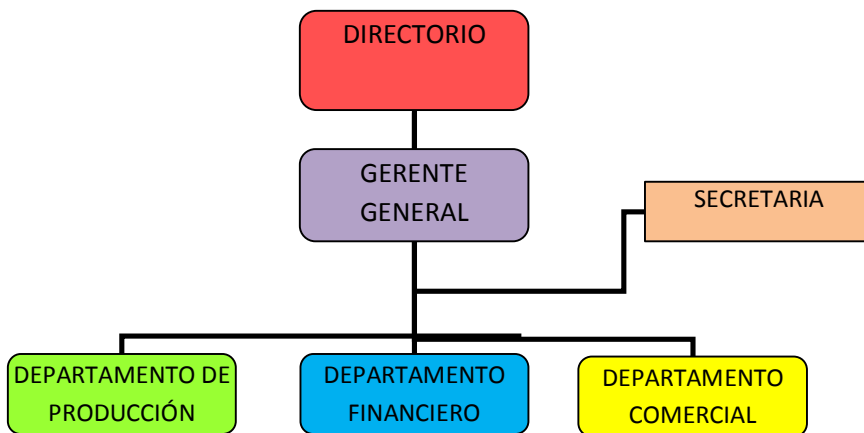 DIRECTORIO
GERENTE
GENERAL
SECRETARIA
DEPARTAMENTO DE
PRODUCCIÓN
DEPARTAMENTO
FINANCIERO
DEPARTAMENTO
COMERCIAL